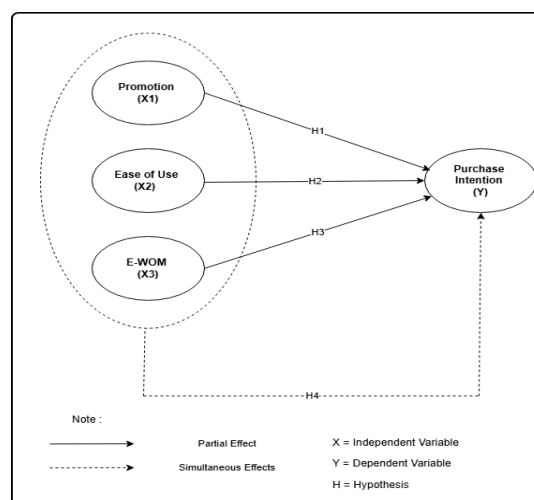 Promotion
(X1)
H1
Ease of Use
(X2)
H2
Purchase
Intention
(Y)
E-WOM
(X3)
H3
H4
Note :
Partial Effect
X = Independent Variable
Simultaneous Effects
Y = Dependent Variable
H = Hypothesis